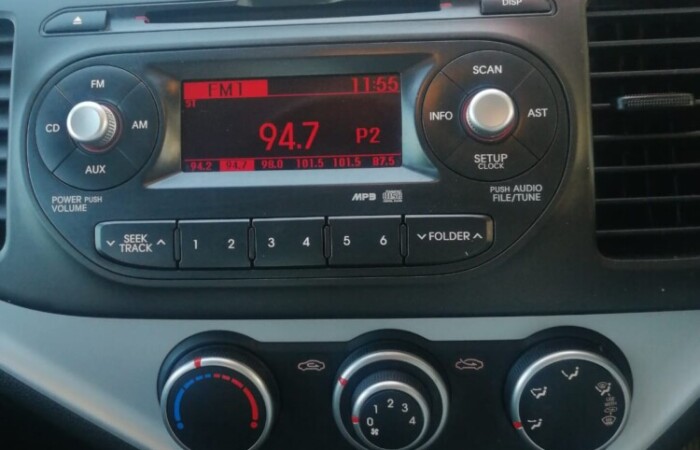 DISP
FM
CD
AM
AUX
POWER PUSH
VOLUME
FM1 11:55
ST
94.7 P2
94.2 94.7 98.0 101.5 101.5 87.5
MP3
SCAN
INFO
AST
SETUP
CLOCK
PUSH AUDIO
FILE/TUNE
SEEK
TRACK
1 2
3 4
5 6
FOLDER
0 1 2 3 4